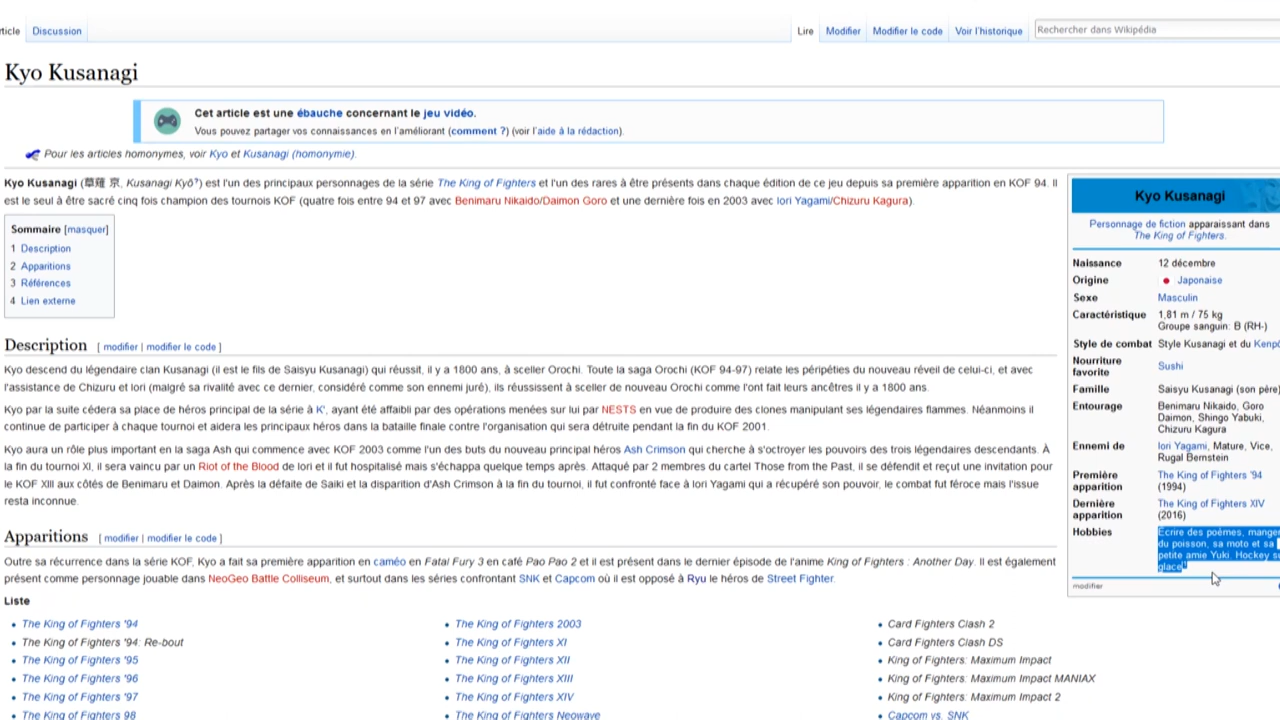 rticle Discussion Lire Modifier Modifier le code Voir l'historique Rechercher dans Wikipédia
Kyo Kusanagi
Cet article est une ébauche concernant le jeu vidéo.
Vous pouvez partager vos connaissances en l'améliorant (comment ?) (voir l'aide à la rédaction).
Pour les articles homonymes, voir Kyo et Kusanagi (homonymie).
Kyo Kusanagi (草薙 京, Kusanagi Kyō?) est l'un des principaux personnages de la série The King of Fighters et l'un des rares à être présents dans chaque édition de ce jeu depuis sa première apparition en KOF 94. Il
est le seul à être sacré cinq fois champion des tournois KOF (quatre fois entre 94 et 97 avec Benimaru Nikaido/Daimon Goro et une dernière fois en 2003 avec Iori Yagami/Chizuru Kagura).
Sommaire [masquer]
1 Description
2 Apparitions
3 Références
4 Lien externe
Description [ modifier | modifier le code ]
Kyo descend du légendaire clan Kusanagi (il est le fils de Saisyu Kusanagi) qui réussit, il y a 1800 ans, à sceller Orochi. Toute la saga Orochi (KOF 94-97) relate les péripéties du nouveau réveil de celui-ci, et avec
l'assistance de Chizuru et Iori (malgré sa rivalité avec ce dernier, considéré comme son ennemi juré), ils réussissent à sceller de nouveau Orochi comme l'ont fait leurs ancêtres il y a 1800 ans.
Kyo par la suite cédera sa place de héros principal de la série à K', ayant été affaibli par des opérations menées sur lui par NESTS en vue de produire des clones manipulant ses légendaires flammes. Néanmoins il
continue de participer à chaque tournoi et aidera les principaux héros dans la bataille finale contre l'organisation qui sera détruite pendant la fin du KOF 2001.
Kyo aura un rôle plus important en la saga Ash qui commence avec KOF 2003 comme l'un des buts du nouveau principal héros Ash Crimson qui cherche à s'octroyer les pouvoirs des trois légendaires descendants. À
la fin du tournoi XI, il sera vaincu par un Riot of the Blood de Iori et il fut hospitalisé mais s'échappa quelque temps après. Attaqué par 2 membres du cartel Those from the Past, il se défendit et reçut une invitation pour
le KOF XIII aux côtés de Benimaru et Daimon. Après la défaite de Saiki et la disparition d'Ash Crimson à la fin du tournoi, il fut confronté face à Iori Yagami qui a récupéré son pouvoir, le combat fut féroce mais l'issue
resta inconnue.
Apparitions [ modifier | modifier le code ]
Outre sa récurrence dans la série KOF, Kyo a fait sa première apparition en caméo en Fatal Fury 3 en café Pao Pao 2 et il est présent dans le dernier épisode de l'anime King of Fighters : Another Day. Il est également
présent comme personnage jouable dans NeoGeo Battle Colliseum, et surtout dans les séries confrontant SNK et Capcom où il est opposé à Ryu le héros de Street Fighter.
Liste
The King of Fighters '94
The King of Fighters '94: Re-bout
The King of Fighters '95
The King of Fighters '96
The King of Fighters '97
The King of Fighters 98
The King of Fighters 2003
The King of Fighters XI
The King of Fighters XII
The King of Fighters XIII
The King of Fighters XIV
The King of Fighters Neowave
Card Fighters Clash 2
Card Fighters Clash DS
King of Fighters: Maximum Impact
King of Fighters: Maximum Impact MANIAX
King of Fighters: Maximum Impact 2
Capcom vs. SNK
Kyo Kusanagi
Personnage de fiction apparaissant dans
The King of Fighters.
Naissance 12 décembre
Origine Japonaise
Sexe Masculin
Caractéristique 1,81 m / 75 kg
Groupe sanguin: B (RH-)
Style de combat Style Kusanagi et du Kenpō
Nourriture
favorite Sushi
Famille Saisyu Kusanagi (son père)
Entourage Benimaru Nikaido, Goro
Daimon, Shingo Yabuki,
Chizuru Kagura
Ennemi de Iori Yagami, Mature, Vice,
Rugal Bernstein
Première
apparition The King of Fighters '94
(1994)
Dernière
apparition The King of Fighters XIV
(2016)
Hobbies Écrire des poèmes, manger
du poisson, sa moto et sa
petite amie Yuki. Hockey su
glace
modifier